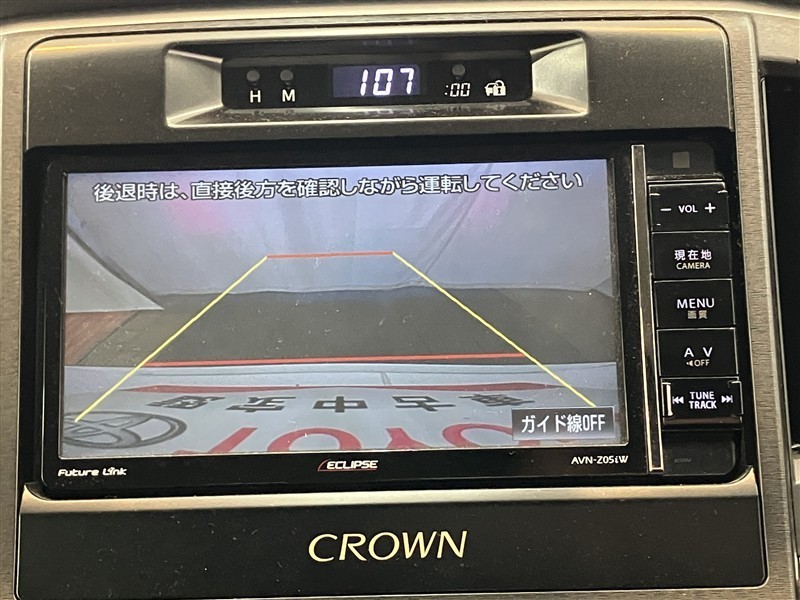 H M 107 :00
後退時は、直接後方を確認しながら運転してください
- VOL +
現在地
CAMERA
MENU
画質
A V
OFF
TUNE
TRACK
ガイド線OFF
Future Link
ECLIPSE
AVN-Z05iW
CROWN